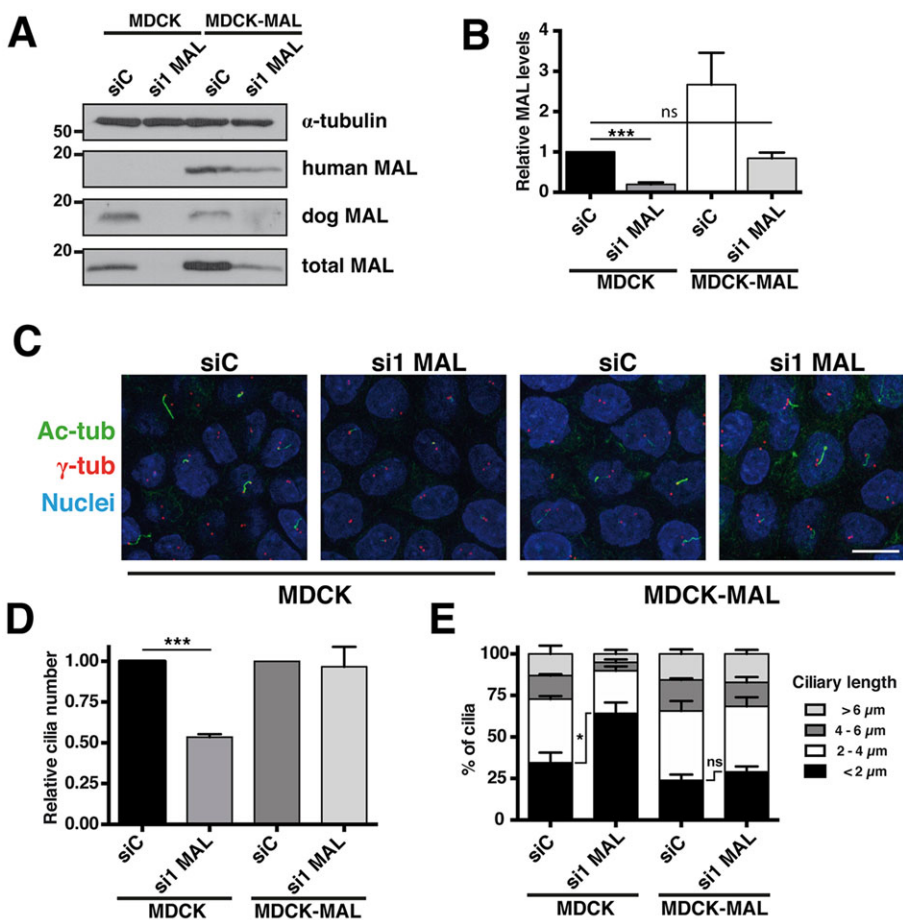 A
MDCK MDCK-MAL
siC si1 MAL siC si1 MAL
50 α-tubulin
20 human MAL
20 dog MAL
20 total MAL
B
Relative MAL levels
4
3
2
1
0
ns
***
siC si1 MAL siC si1 MAL
MDCK MDCK-MAL
C
siC si1 MAL siC si1 MAL
Ac-tub
γ-tub
Nuclei
MDCK MDCK-MAL
D
Relative cilia number
1.00
0.75
0.50
0.25
0.00
***
siC si1 MAL siC si1 MAL
MDCK MDCK-MAL
E
% of cilia
100
75
50
25
0
*
ns
siC si1 MAL siC si1 MAL
MDCK MDCK-MAL
Ciliary length
> 6 µm
4 - 6 µm
2 - 4 µm
< 2 µm